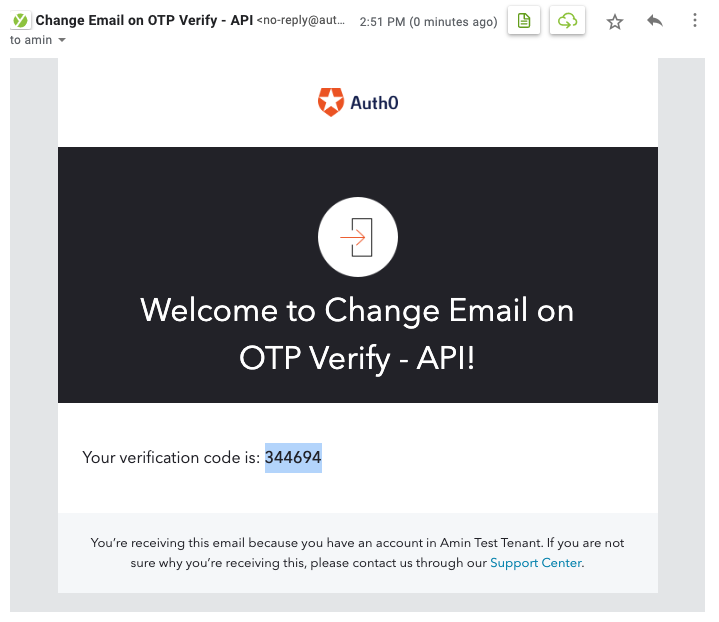 Change Email on OTP Verify - API <no-reply@aut... 2:51 PM (0 minutes ago)
to amin
Auth0
Welcome to Change Email on
OTP Verify - API!
Your verification code is: 344694
You're receiving this email because you have an account in Amin Test Tenant. If you are not
sure why you're receiving this, please contact us through our Support Center.